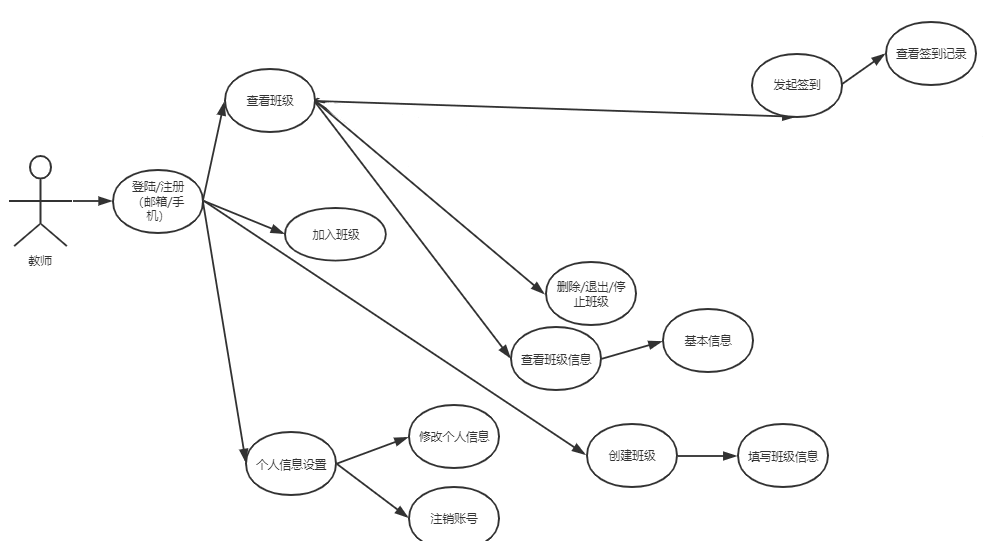 查看签到记录
发起签到
查看班级
登陆/注册
（邮箱/手
机）
加入班级
教师
删除/退出/停
止班级
基本信息
查看班级信息
修改个人信息
创建班级
填写班级信息
个人信息设置
注销账号